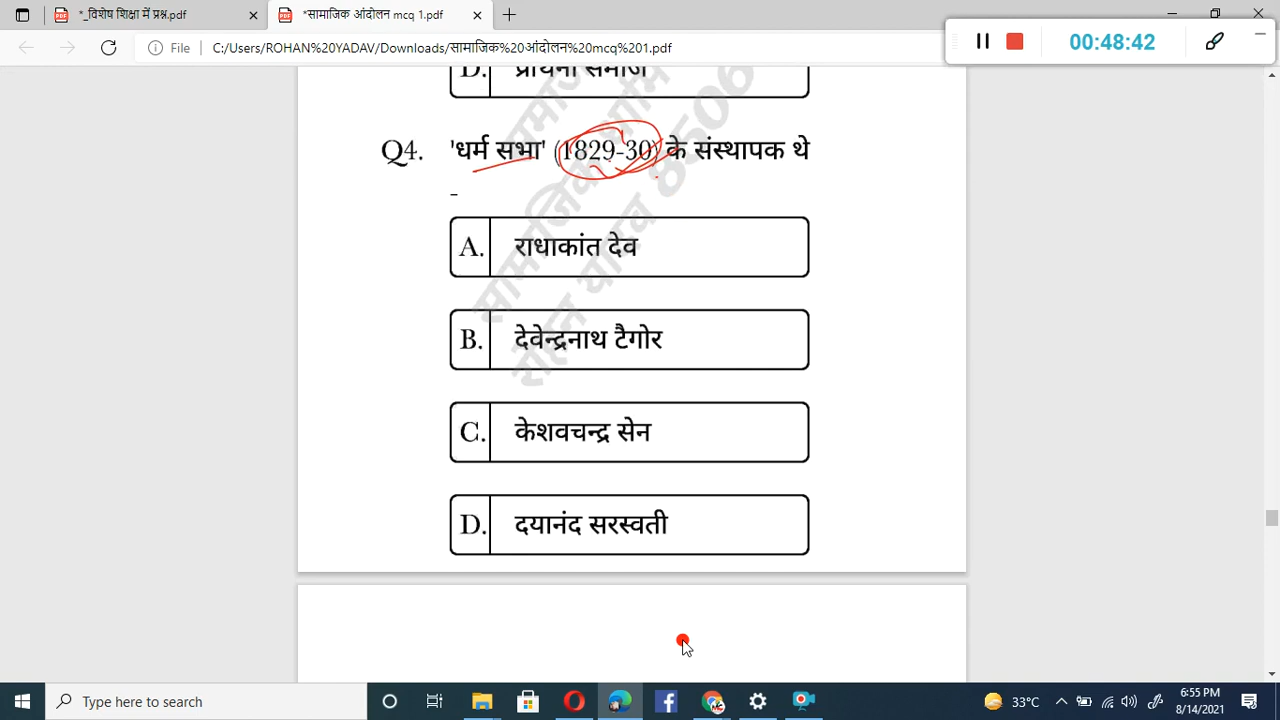 *_विशेष शिक्षा में प्रश्न.pdf
*सामाजिक आंदोलन mcq 1.pdf
File
C:/Users/ROHAN%20YADAV/Downloads/सामाजिक%20आंदोलन%20mcq%201.pdf
00:48:42
D. प्रार्थना समाज
Q4. 'धर्म सभा' (1829-30) के संस्थापक थे
-
A. राधाकांत देव
B. देवेन्द्रनाथ टैगोर
C. केशवचन्द्र सेन
D. दयानंद सरस्वती
Type here to search
33°C
6:55 PM
8/14/2021